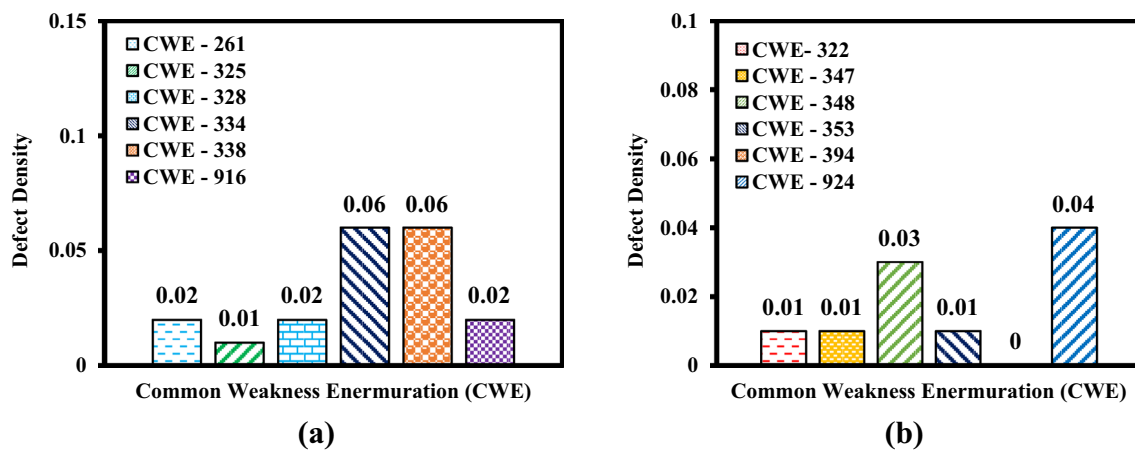 0.15
0.1
0.05
0
Defect Density
CWE - 261
CWE - 325
CWE - 328
CWE - 334
CWE - 338
CWE - 916
0.02
0.01
0.02
0.06
0.06
0.02
Common Weakness Enermuration (CWE)
(a)
0.1
0.08
0.06
0.04
0.02
0
Defect Density
CWE- 322
CWE - 347
CWE - 348
CWE - 353
CWE - 394
CWE - 924
0.01
0.01
0.03
0.01
0
0.04
Common Weakness Enermuration (CWE)
(b)